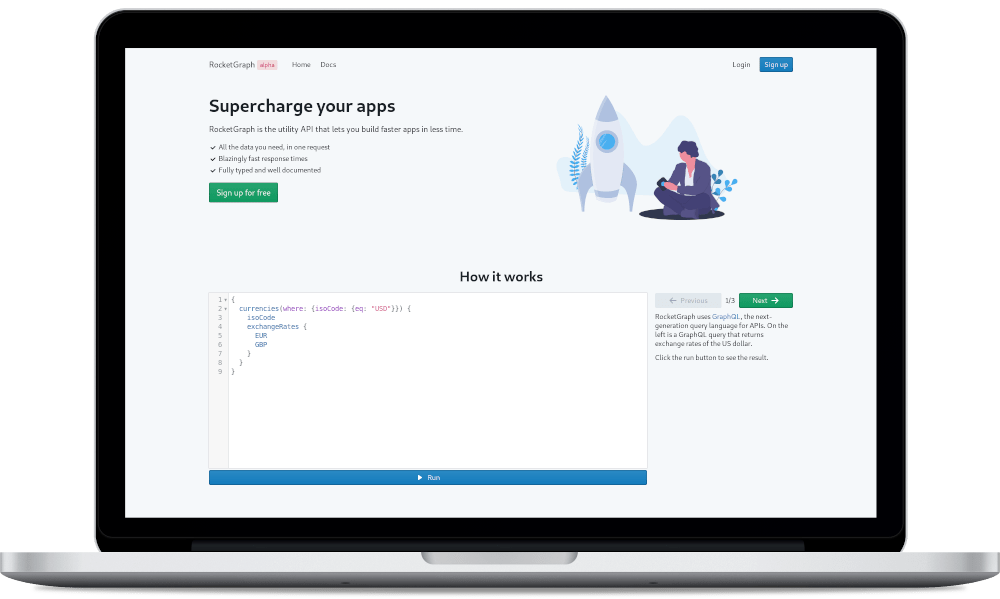 RocketGraph alpha Home Docs Login Sign up
Supercharge your apps
RocketGraph is the utility API that lets you build faster apps in less time.
All the data you need, in one request
Blazingly fast response times
Fully typed and well documented
Sign up for free
How it works
1 {
2 currencies(where: {isoCode: {eq: "USD"}}) {
3 isoCode
4 exchangeRates {
5 EUR
6 GBP
7 }
8 }
9 }
Run
Previous 1/3 Next
RocketGraph uses GraphQL, the next-
generation query language for APIs. On the
left is a GraphQL query that returns
exchange rates of the US dollar.
Click the run button to see the result.